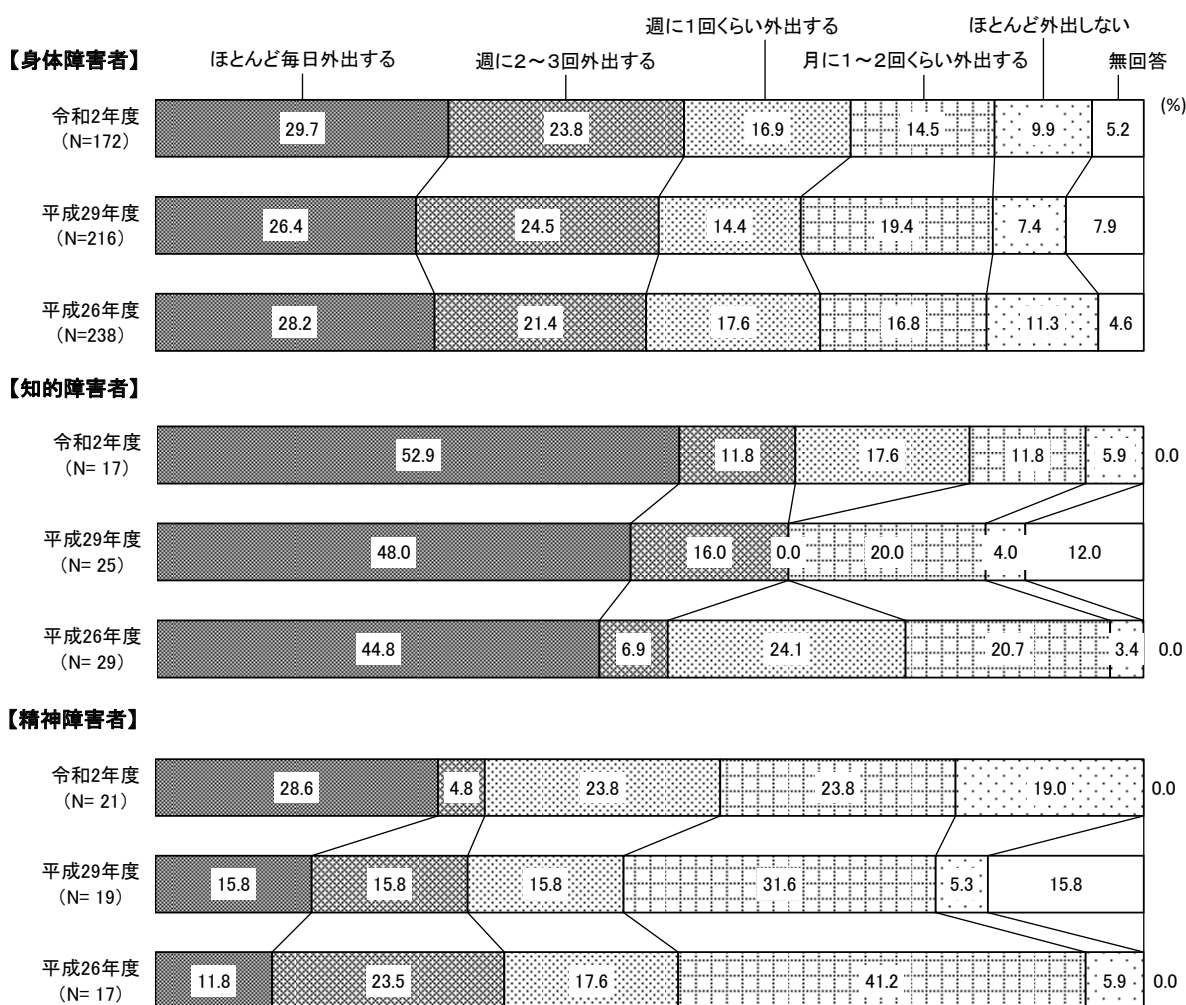 週に1回くらい外出する
ほとんど外出しない
【身体障害者】
ほとんど毎日外出する
週に2～3回外出する
月に1～2回くらい外出する
無回答
(%)
令和2年度
(N=172)
29.7 23.8 16.9 14.5 9.9 5.2
平成29年度
(N=216)
26.4 24.5 14.4 19.4 7.4 7.9
平成26年度
(N=238)
28.2 21.4 17.6 16.8 11.3 4.6
【知的障害者】
令和2年度
(N= 17)
52.9 11.8 17.6 11.8 5.9 0.0
平成29年度
(N= 25)
48.0 16.0 0.0 20.0 4.0 12.0
平成26年度
(N= 29)
44.8 6.9 24.1 20.7 3.4 0.0
【精神障害者】
令和2年度
(N= 21)
28.6 4.8 23.8 23.8 19.0 0.0
平成29年度
(N= 19)
15.8 15.8 15.8 31.6 5.3 15.8
平成26年度
(N= 17)
11.8 23.5 17.6 41.2 5.9 0.0